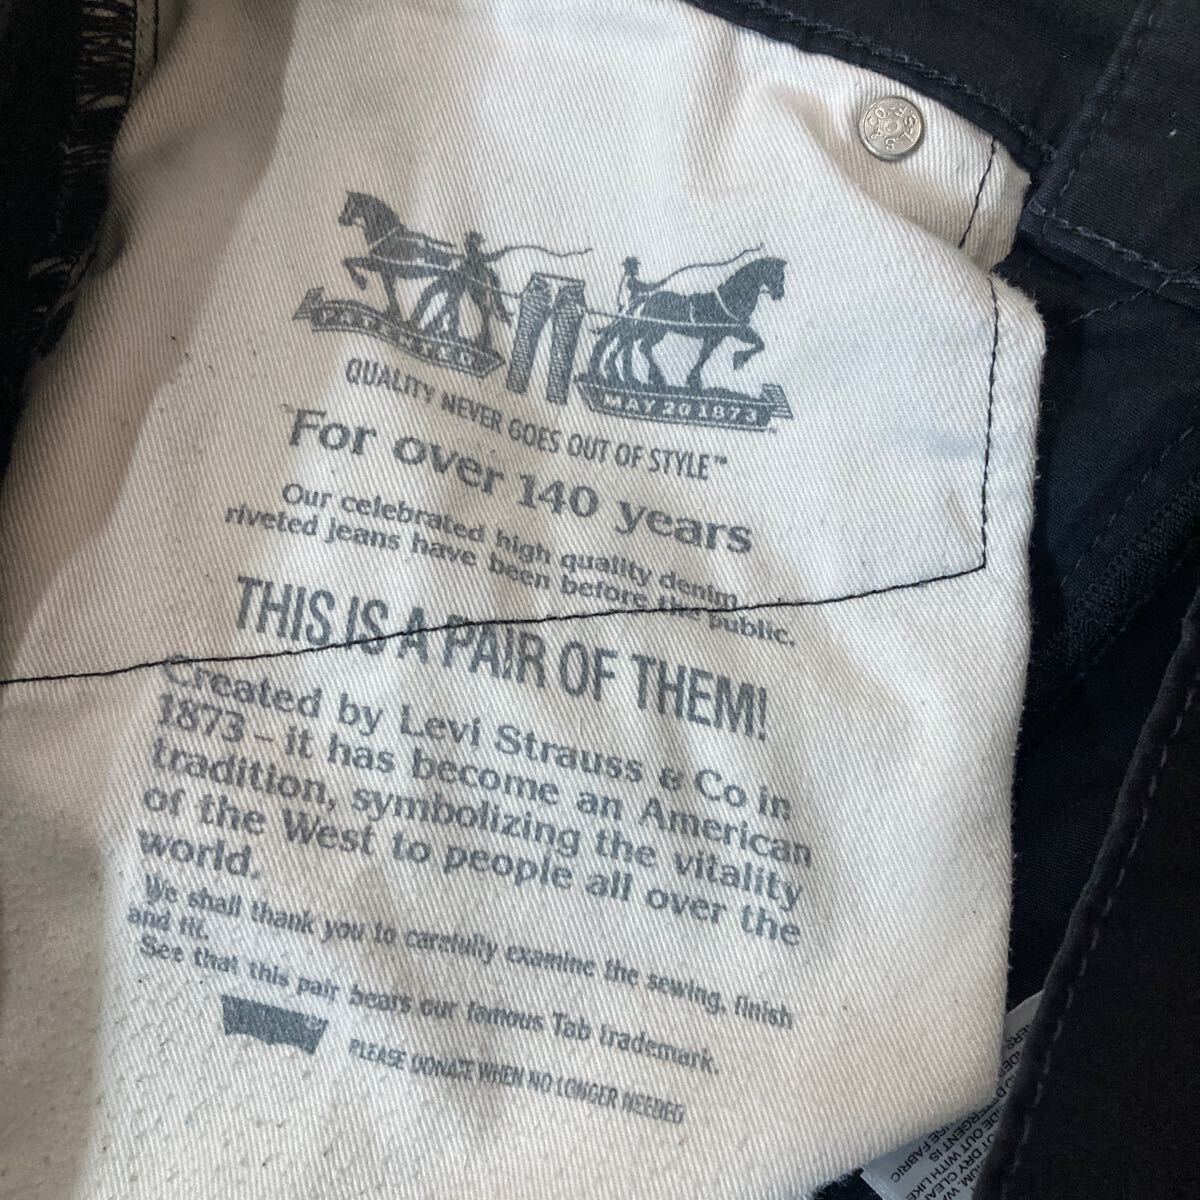 MAY 20 1873
QUALITY NEVER GOES OUT OF STYLE™
For over 140 years
Our celebrated high quality denim
riveted jeans have been before the public.
THIS IS A PAIR OF THEM!
Created by Levi Strauss & Co in
1873 – it has become an American
tradition, symbolizing the vitality
of the West to people all over the
world.
We shall thank you to carefully examine the sewing, finish
and fit.
See that this pair bears our famous Tab trademark.
PLEASE DONATE WHEN NO LONGER NEEDED